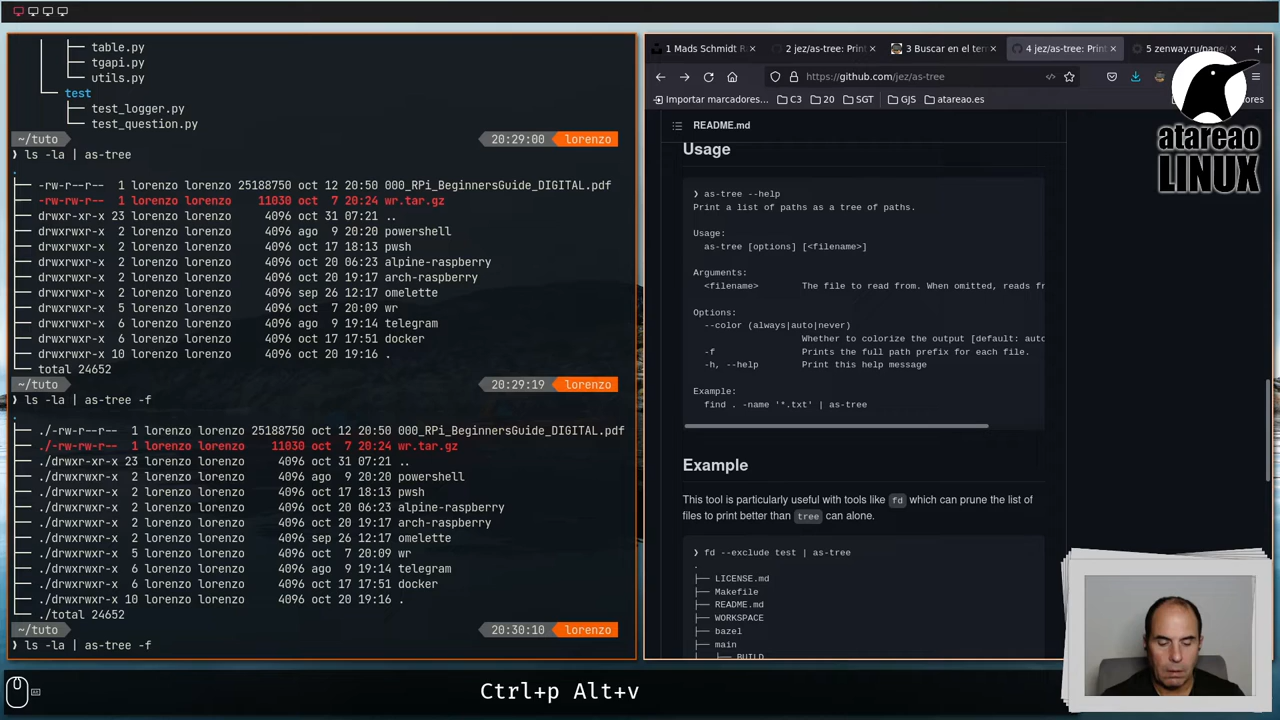 ├── table.py
├── tgapi.py
└── utils.py
└── test
├── test_logger.py
└── test_question.py
~/tuto 20:29:00 lorenzo
❯ ls -la | as-tree
.
├── -rw-r--r-- 1 lorenzo lorenzo 25188750 oct 12 20:50 000_RPi_BeginnersGuide_DIGITAL.pdf
├── -rw-rw-r-- 1 lorenzo lorenzo 11030 oct 7 20:24 wr.tar.gz
├── drwxr-xr-x 23 lorenzo lorenzo 4096 oct 31 07:21 ..
├── drwxrwxr-x 2 lorenzo lorenzo 4096 ago 9 20:20 powershell
├── drwxrwxr-x 2 lorenzo lorenzo 4096 oct 17 18:13 pwsh
├── drwxrwxr-x 2 lorenzo lorenzo 4096 oct 20 06:23 alpine-raspberry
├── drwxrwxr-x 2 lorenzo lorenzo 4096 oct 20 19:17 arch-raspberry
├── drwxrwxr-x 2 lorenzo lorenzo 4096 sep 26 12:17 omelette
├── drwxrwxr-x 5 lorenzo lorenzo 4096 oct 7 20:09 wr
├── drwxrwxr-x 6 lorenzo lorenzo 4096 ago 9 19:14 telegram
├── drwxrwxr-x 6 lorenzo lorenzo 4096 oct 17 17:51 docker
├── drwxrwxr-x 10 lorenzo lorenzo 4096 oct 20 19:16 .
└── total 24652
~/tuto 20:29:19 lorenzo
❯ ls -la | as-tree -f
.
├── ./-rw-r--r-- 1 lorenzo lorenzo 25188750 oct 12 20:50 000_RPi_BeginnersGuide_DIGITAL.pdf
├── ./-rw-rw-r-- 1 lorenzo lorenzo 11030 oct 7 20:24 wr.tar.gz
├── ./drwxr-xr-x 23 lorenzo lorenzo 4096 oct 31 07:21 ..
├── ./drwxrwxr-x 2 lorenzo lorenzo 4096 ago 9 20:20 powershell
├── ./drwxrwxr-x 2 lorenzo lorenzo 4096 oct 17 18:13 pwsh
├── ./drwxrwxr-x 2 lorenzo lorenzo 4096 oct 20 06:23 alpine-raspberry
├── ./drwxrwxr-x 2 lorenzo lorenzo 4096 oct 20 19:17 arch-raspberry
├── ./drwxrwxr-x 2 lorenzo lorenzo 4096 sep 26 12:17 omelette
├── ./drwxrwxr-x 5 lorenzo lorenzo 4096 oct 7 20:09 wr
├── ./drwxrwxr-x 6 lorenzo lorenzo 4096 ago 9 19:14 telegram
├── ./drwxrwxr-x 6 lorenzo lorenzo 4096 oct 17 17:51 docker
├── ./drwxrwxr-x 10 lorenzo lorenzo 4096 oct 20 19:16 .
└── ./total 24652
~/tuto 20:30:10 lorenzo
❯ ls -la | as-tree -f
1 Mads Schmidt R 2 jez/as-tree: Print 3 Buscar en el term 4 jez/as-tree: Print 5 zenway.ru/page
https://github.com/jez/as-tree
Importar marcadores... C3 20 SGT GJS atareao.es ores
README.md
Usage
❯ as-tree --help
Print a list of paths as a tree of paths.
Usage:
as-tree [options] [<filename>]
Arguments:
<filename> The file to read from. When omitted, reads fr
Options:
--color (always|auto|never)
Whether to colorize the output [default: auto
-f Prints the full path prefix for each file.
-h, --help Print this help message
Example:
find . -name '*.txt' | as-tree
Example
This tool is particularly useful with tools like fd which can prune the list of
files to print better than tree can alone.
❯ fd --exclude test | as-tree
.
├── LICENSE.md
├── Makefile
├── README.md
├── WORKSPACE
├── bazel
├── main
│ ├── BUILD
atareao
LINUX
Ctrl+p Alt+v